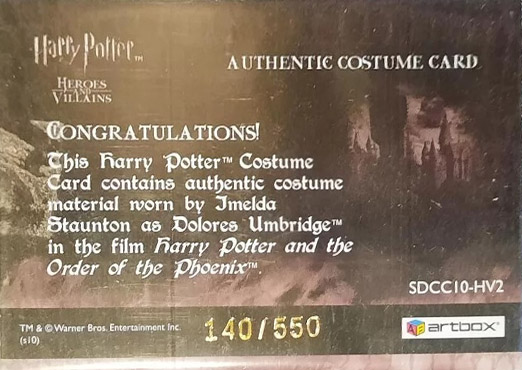 Harry Potter™
HEROES
AND
VILLAINS
AUTHENTIC COSTUME CARD
CONGRATULATIONS!
This Harry Potter™ Costume
Card contains authentic costume
material worn by Imelda
Staunton as Dolores Umbridge™
in the film Harry Potter and the
Order of the Phoenix™.
SDCC10-HV2
TM & © Warner Bros. Entertainment Inc.
(s10)
140/550
artbox®